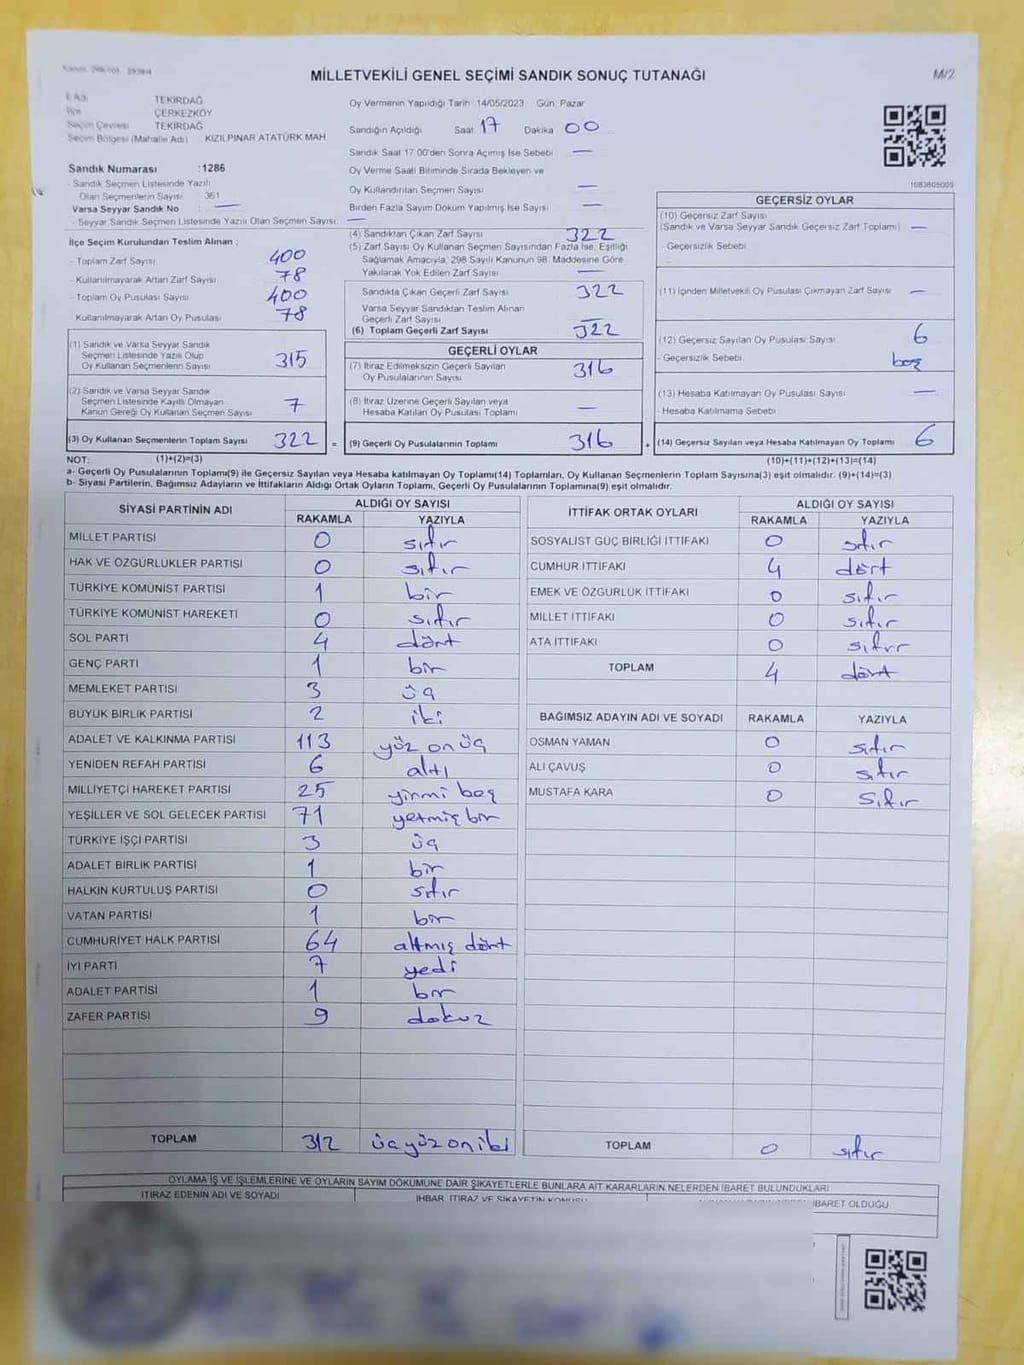 MİLLETVEKİLİ GENEL SEÇİMİ SANDIK SONUÇ TUTANAĞI
M/2
TEKİRDAĞ
İlçe ÇERKEZKÖY
Seçim Çevresi TEKİRDAĞ
Seçim Bölgesi (Mahalle Adı) KIZILPINAR ATATÜRK MAH
Sandık Numarası : 1286
- Sandık Seçmen Listesinde Yazılı
Olan Seçmenlerin Sayısı 361
Varsa Seyyar Sandık No : —
- Seyyar Sandık Seçmen Listesinde Yazılı Olan Seçmen Sayısı: —
İlçe Seçim Kurulundan Teslim Alınan :
- Toplam Zarf Sayısı 400
- Kullanılmayarak Artan Zarf Sayısı 78
- Toplam Oy Pusulası Sayısı 400
Kullanılmayarak Artan Oy Pusulası 78
(1) Sandık ve Varsa Seyyar Sandık
Seçmen Listesinde Yazılı Olup
Oy Kullanan Seçmenlerin Sayısı 315
(2) Sandık ve Varsa Seyyar Sandık
Seçmen Listesinde Kayıtlı Olmayan
Kanun Gereği Oy Kullanan Seçmen Sayısı 7
(3) Oy Kullanan Seçmenlerin Toplam Sayısı 322 =
Oy Vermenin Yapıldığı Tarih :14/05/2023 Gün: Pazar
Sandığın Açıldığı Saat 17 Dakika 00
Sandık Saat 17:00'den Sonra Açımış İse Sebebi —
Oy Verme Saati Bitiminde Sırada Bekleyen ve
Oy Kullandırılan Seçmen Sayısı —
Birden Fazla Sayım Döküm Yapılmış İse Sayısı —
(4) Sandıktan Çıkan Zarf Sayısı 322
(5) Zarf Sayısı Oy Kullanan Seçmen Sayısından Fazla İse, Eşitliği
Sağlamak Amacıyla, 298 Sayılı Kanunun 98. Maddesine Göre
Yakılarak Yok Edilen Zarf Sayısı —
Sandıkta Çıkan Geçerli Zarf Sayısı 322
Varsa Seyyar Sandıktan Teslim Alınan
Geçerli Zarf Sayısı —
(6) Toplam Geçerli Zarf Sayısı 322
GEÇERLİ OYLAR
(7) İtiraz Edilmeksizin Geçerli Sayılan
Oy Pusulalarının Sayısı 316
(8) İtiraz Üzerine Geçerli Sayılan veya
Hesaba Katılan Oy Pusulası Toplamı —
(9) Geçerli Oy Pusulalarının Toplamı 316 +
1083605009
GEÇERSİZ OYLAR
(10) Geçersiz Zarf Sayısı
(Sandık ve Varsa Seyyar Sandık Geçersiz Zarf Toplamı) —
- Geçersizlik Sebebi
(11) İçinden Milletvekili Oy Pusulası Çıkmayan Zarf Sayısı —
(12) Geçersiz Sayılan Oy Pusulası Sayısı 6
- Geçersizlik Sebebi boş
(13) Hesaba Katılmayan Oy Pusulası Sayısı —
- Hesaba Katılmama Sebebi
(14) Geçersiz Sayılan veya Hesaba Katılmayan Oy Toplamı 6
NOT: (1)+(2)=(3) (10)+(11)+(12)+(13)=(14)
a- Geçerli Oy Pusulalarının Toplamı(9) ile Geçersiz Sayılan veya Hesaba katılmayan Oy Toplamı(14) Toplamları, Oy Kullanan Seçmenlerin Toplam Sayısına(3) eşit olmalıdır. (9)+(14)=(3)
b- Siyasi Partilerin, Bağımsız Adayların ve İttifakların Aldığı Ortak Oyların Toplamı, Geçerli Oy Pusulalarının Toplamına(9) eşit olmalıdır.
SİYASİ PARTİNİN ADI ALDIĞI OY SAYISI
RAKAMLA YAZIYLA
MİLLET PARTİSİ 0 sıfır
HAK VE ÖZGÜRLÜKLER PARTİSİ 0 sıfır
TÜRKİYE KOMÜNİST PARTİSİ 1 bir
TÜRKİYE KOMÜNİST HAREKETİ 0 sıfır
SOL PARTİ 4 dört
GENÇ PARTİ 1 bir
MEMLEKET PARTİSİ 3 üç
BÜYÜK BİRLİK PARTİSİ 2 iki
ADALET VE KALKINMA PARTİSİ 113 yüz onüç
YENİDEN REFAH PARTİSİ 6 altı
MİLLİYETÇİ HAREKET PARTİSİ 25 yirmi beş
YEŞİLLER VE SOL GELECEK PARTİSİ 71 yetmiş bir
TÜRKİYE İŞÇİ PARTİSİ 3 üç
ADALET BİRLİK PARTİSİ 1 bir
HALKIN KURTULUŞ PARTİSİ 0 sıfır
VATAN PARTİSİ 1 bir
CUMHURİYET HALK PARTİSİ 64 altmış dört
İYİ PARTİ 7 yedi
ADALET PARTİSİ 1 bir
ZAFER PARTİSİ 9 dokuz
TOPLAM 312 üçyüz oniki
İTTİFAK ORTAK OYLARI ALDIĞI OY SAYISI
RAKAMLA YAZIYLA
SOSYALİST GÜÇ BİRLİĞİ İTTİFAKI 0 sıfır
CUMHUR İTTİFAKI 4 dört
EMEK VE ÖZGÜRLÜK İTTİFAKI 0 sıfır
MİLLET İTTİFAKI 0 sıfır
ATA İTTİFAKI 0 sıfır
TOPLAM 4 dört
BAĞIMSIZ ADAYIN ADI VE SOYADI RAKAMLA YAZIYLA
OSMAN YAMAN 0 sıfır
ALİ ÇAVUŞ 0 sıfır
MUSTAFA KARA 0 sıfır
TOPLAM 0 sıfır
OYLAMA İŞ VE İŞLEMLERİNE VE OYLARIN SAYIM DÖKÜMÜNE DAİR ŞİKAYETLERLE BUNLARA AİT KARARLARIN NELERDEN İBARET BULUNDUKLARI
İTİRAZ EDENİN ADI VE SOYADI İHBAR, İTİRAZ VE ŞİKAYETİN KONUSU İBARET OLDUĞU